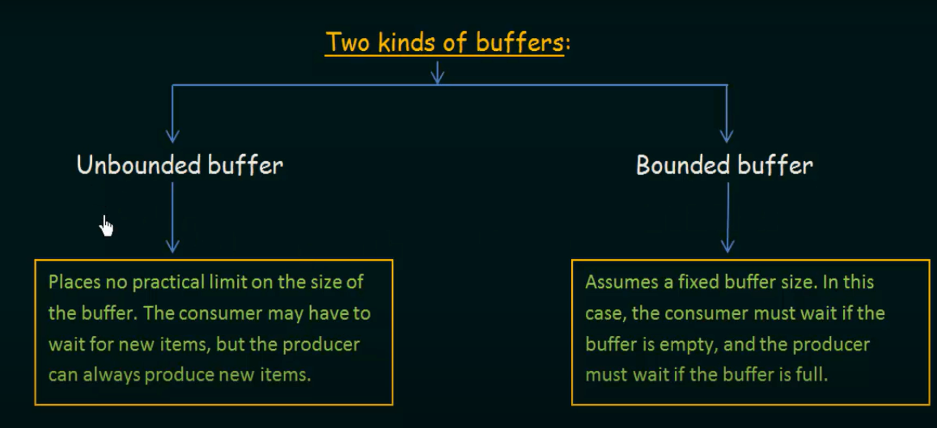 Two kinds of buffers:
Unbounded buffer
Bounded buffer
Places no practical limit on the size of
the buffer. The consumer may have to
wait for new items, but the producer
can always produce new items.
Assumes a fixed buffer size. In this
case, the consumer must wait if the
buffer is empty, and the producer
must wait if the buffer is full.